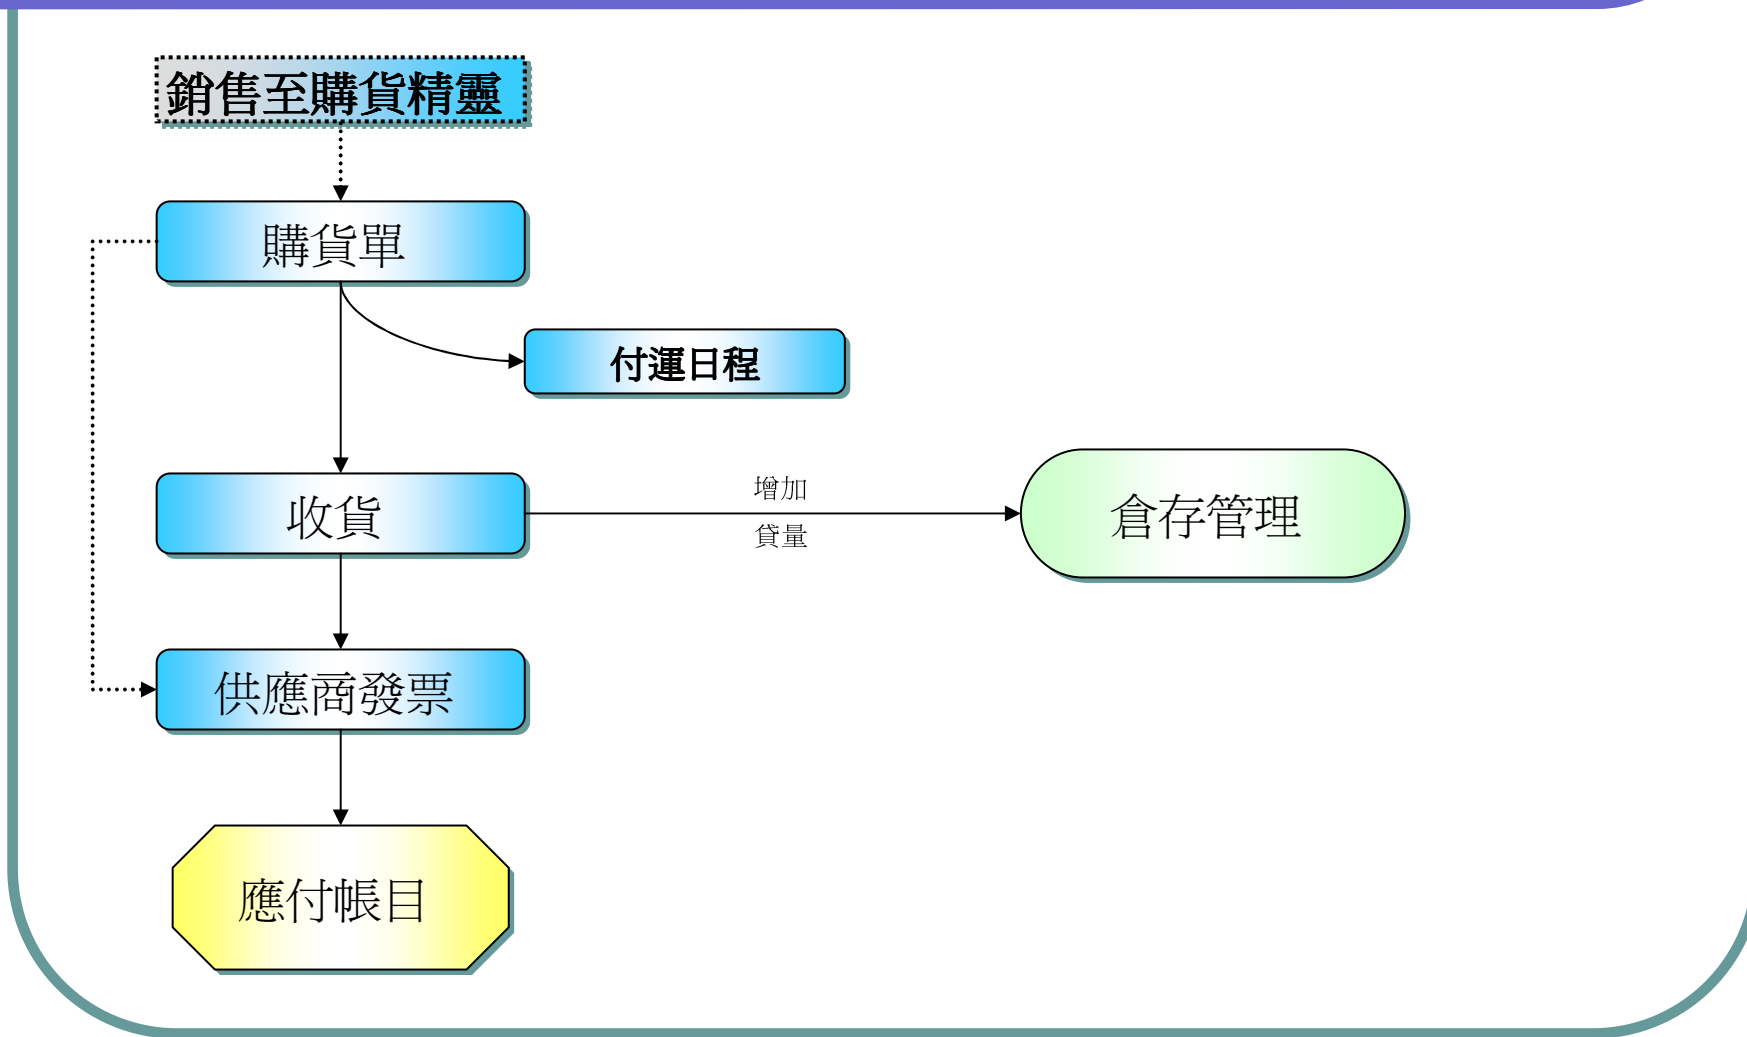 銷售至購貨精靈
購貨單
付運日程
收貨
增加
貸量
倉存管理
供應商發票
應付帳目